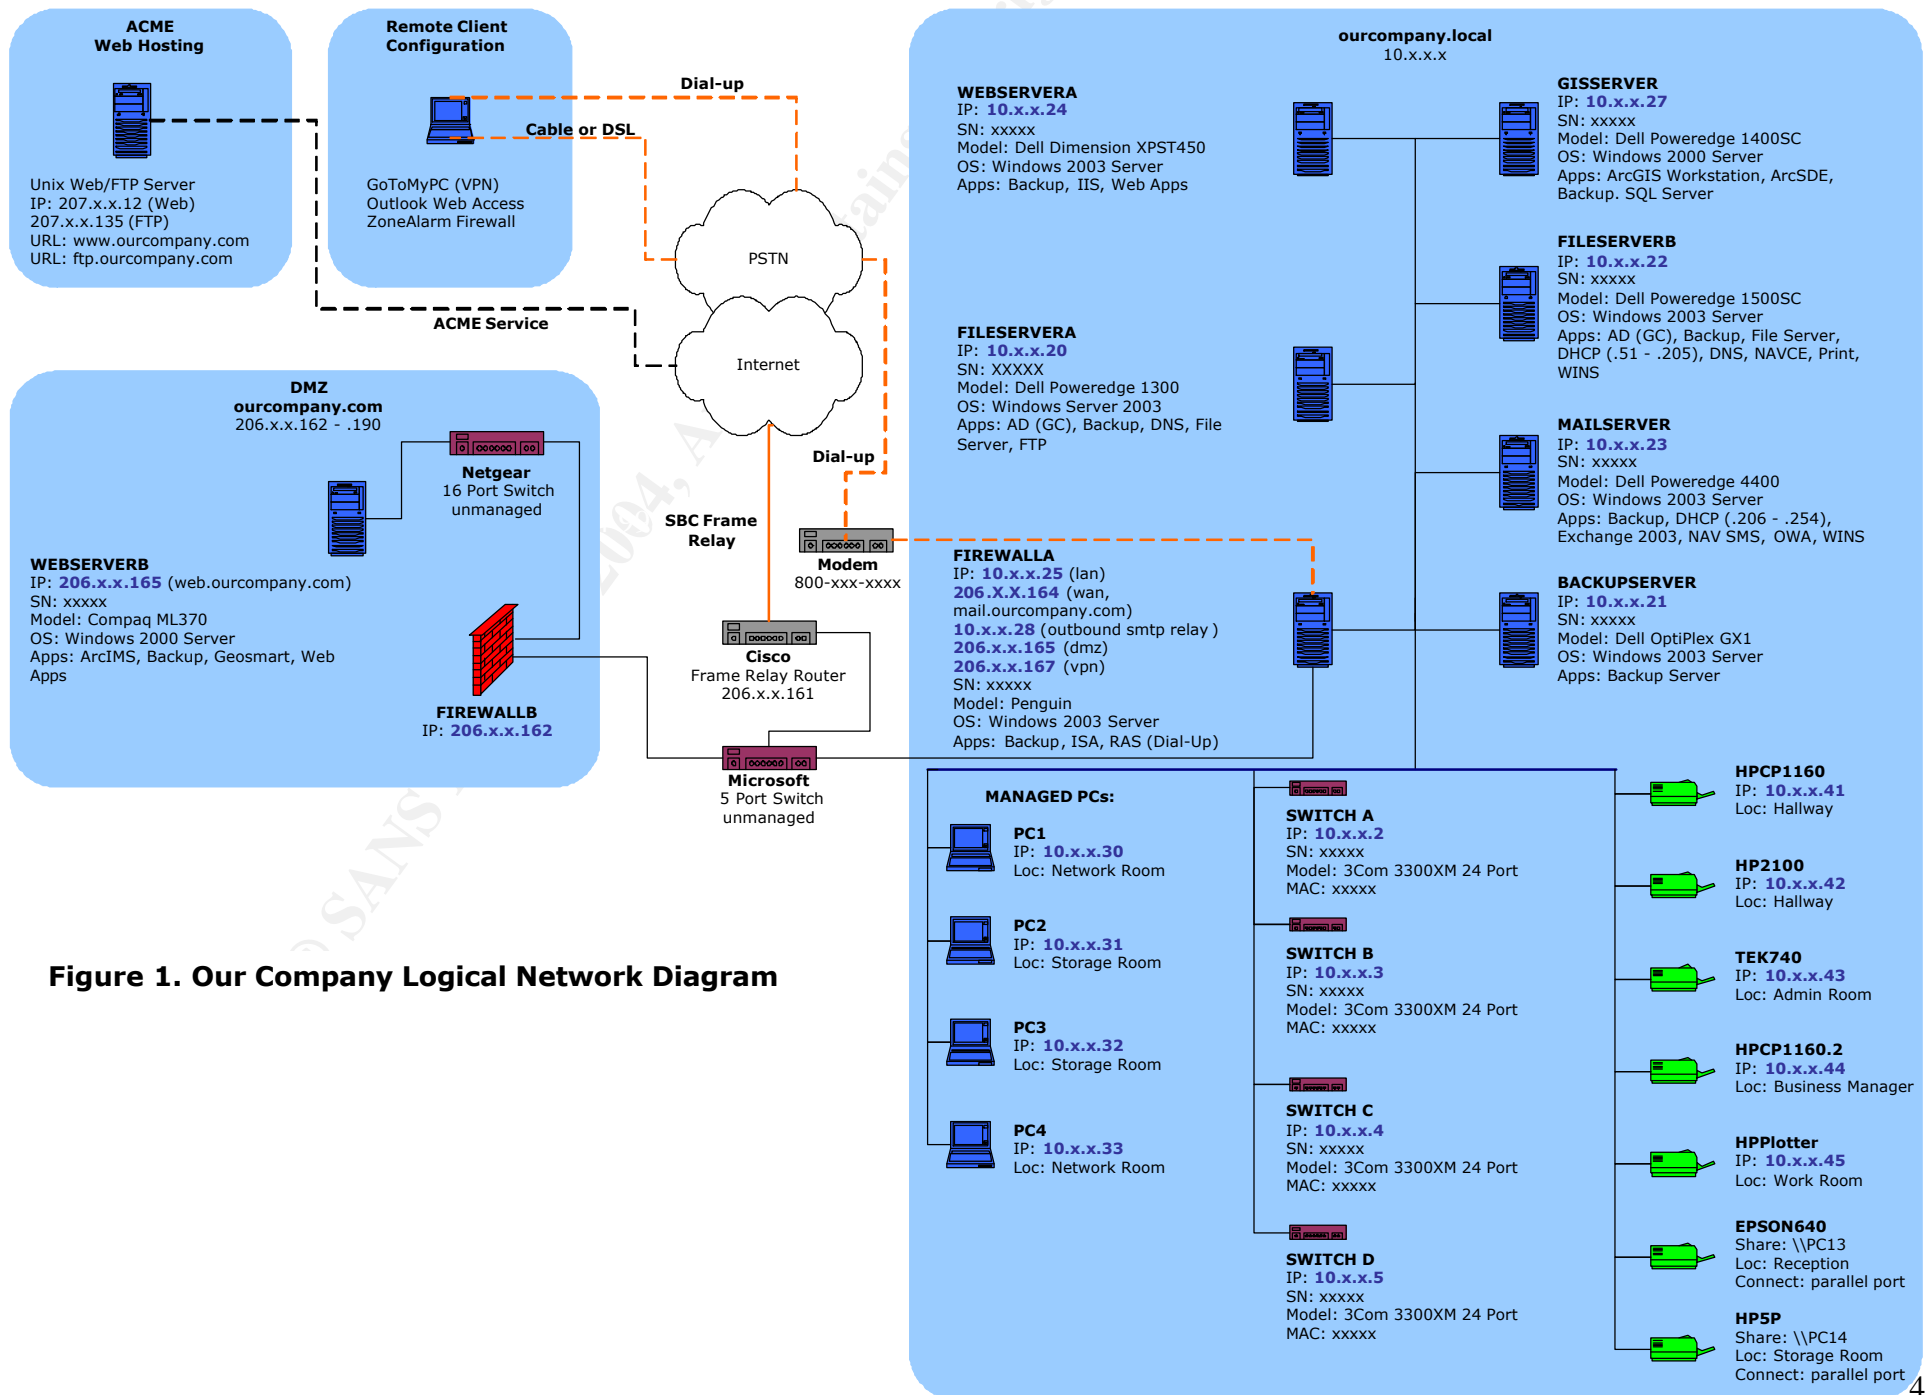 ACME
Web Hosting
Unix Web/FTP Server
IP: 207.x.x.12 (Web)
207.x.x.135 (FTP)
URL: www.ourcompany.com
URL: ftp.ourcompany.com
Remote Client
Configuration
GoToMyPC (VPN)
Outlook Web Access
ZoneAlarm Firewall
Dial-up
Cable or DSL
PSTN
ACME Service
Internet
Dial-up
SBC Frame
Relay
Modem
800-xxx-xxxx
Cisco
Frame Relay Router
206.x.x.161
Microsoft
5 Port Switch
unmanaged
DMZ
ourcompany.com
206.x.x.162 - .190
Netgear
16 Port Switch
unmanaged
WEBSERVERB
IP: 206.x.x.165 (web.ourcompany.com)
SN: xxxxx
Model: Compaq ML370
OS: Windows 2000 Server
Apps: ArcIMS, Backup, Geosmart, Web
Apps
FIREWALLB
IP: 206.x.x.162
ourcompany.local
10.x.x.x
WEBSERVERA
IP: 10.x.x.24
SN: xxxxx
Model: Dell Dimension XPST450
OS: Windows 2003 Server
Apps: Backup, IIS, Web Apps
FILESERVERA
IP: 10.x.x.20
SN: XXXXX
Model: Dell Poweredge 1300
OS: Windows Server 2003
Apps: AD (GC), Backup, DNS, File
Server, FTP
FIREWALLA
IP: 10.x.x.25 (lan)
206.X.X.164 (wan,
mail.ourcompany.com)
10.x.x.28 (outbound smtp relay )
206.x.x.165 (dmz)
206.x.x.167 (vpn)
SN: xxxxx
Model: Penguin
OS: Windows 2003 Server
Apps: Backup, ISA, RAS (Dial-Up)
GISSERVER
IP: 10.x.x.27
SN: xxxxx
Model: Dell Poweredge 1400SC
OS: Windows 2000 Server
Apps: ArcGIS Workstation, ArcSDE,
Backup. SQL Server
FILESERVERB
IP: 10.x.x.22
SN: xxxxx
Model: Dell Poweredge 1500SC
OS: Windows 2003 Server
Apps: AD (GC), Backup, File Server,
DHCP (.51 - .205), DNS, NAVCE, Print,
WINS
MAILSERVER
IP: 10.x.x.23
SN: xxxxx
Model: Dell Poweredge 4400
OS: Windows 2003 Server
Apps: Backup, DHCP (.206 - .254),
Exchange 2003, NAV SMS, OWA, WINS
BACKUPSERVER
IP: 10.x.x.21
SN: xxxxx
Model: Dell OptiPlex GX1
OS: Windows 2003 Server
Apps: Backup Server
MANAGED PCs:
PC1
IP: 10.x.x.30
Loc: Network Room
PC2
IP: 10.x.x.31
Loc: Storage Room
PC3
IP: 10.x.x.32
Loc: Storage Room
PC4
IP: 10.x.x.33
Loc: Network Room
SWITCH A
IP: 10.x.x.2
SN: xxxxx
Model: 3Com 3300XM 24 Port
MAC: xxxxx
SWITCH B
IP: 10.x.x.3
SN: xxxxx
Model: 3Com 3300XM 24 Port
MAC: xxxxx
SWITCH C
IP: 10.x.x.4
SN: xxxxx
Model: 3Com 3300XM 24 Port
MAC: xxxxx
SWITCH D
IP: 10.x.x.5
SN: xxxxx
Model: 3Com 3300XM 24 Port
MAC: xxxxx
HPCP1160
IP: 10.x.x.41
Loc: Hallway
HP2100
IP: 10.x.x.42
Loc: Hallway
TEK740
IP: 10.x.x.43
Loc: Admin Room
HPCP1160.2
IP: 10.x.x.44
Loc: Business Manager
HPPlotter
IP: 10.x.x.45
Loc: Work Room
EPSON640
Share: \\PC13
Loc: Reception
Connect: parallel port
HP5P
Share: \\PC14
Loc: Storage Room
Connect: parallel port
Figure 1. Our Company Logical Network Diagram
© SANS
2004, A
tains
4